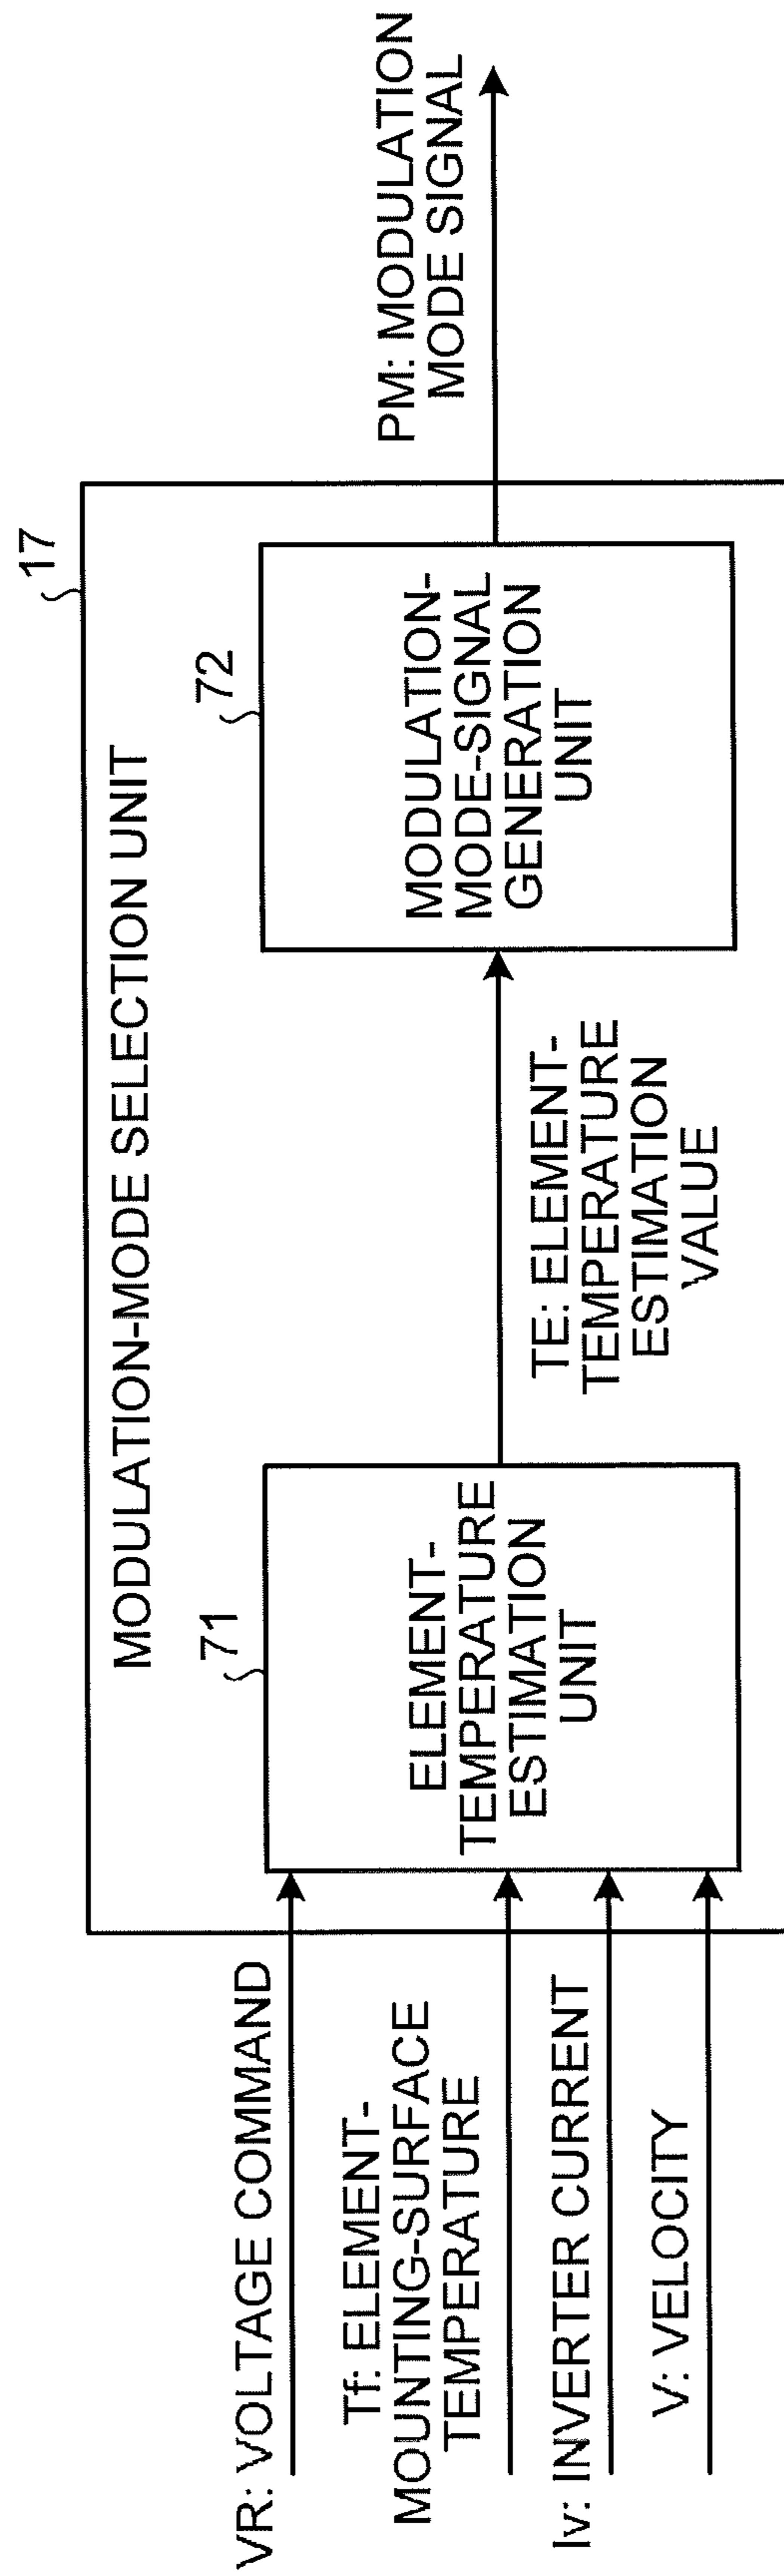 17
MODULATION-MODE SELECTION UNIT
VR: VOLTAGE COMMAND
Tf: ELEMENT-
MOUNTING-SURFACE
TEMPERATURE
Iv: INVERTER CURRENT
V: VELOCITY
71
ELEMENT-
TEMPERATURE
ESTIMATION
UNIT
TE: ELEMENT-
TEMPERATURE
ESTIMATION
VALUE
72
MODULATION-
MODE-SIGNAL
GENERATION
UNIT
PM: MODULATION
MODE SIGNAL